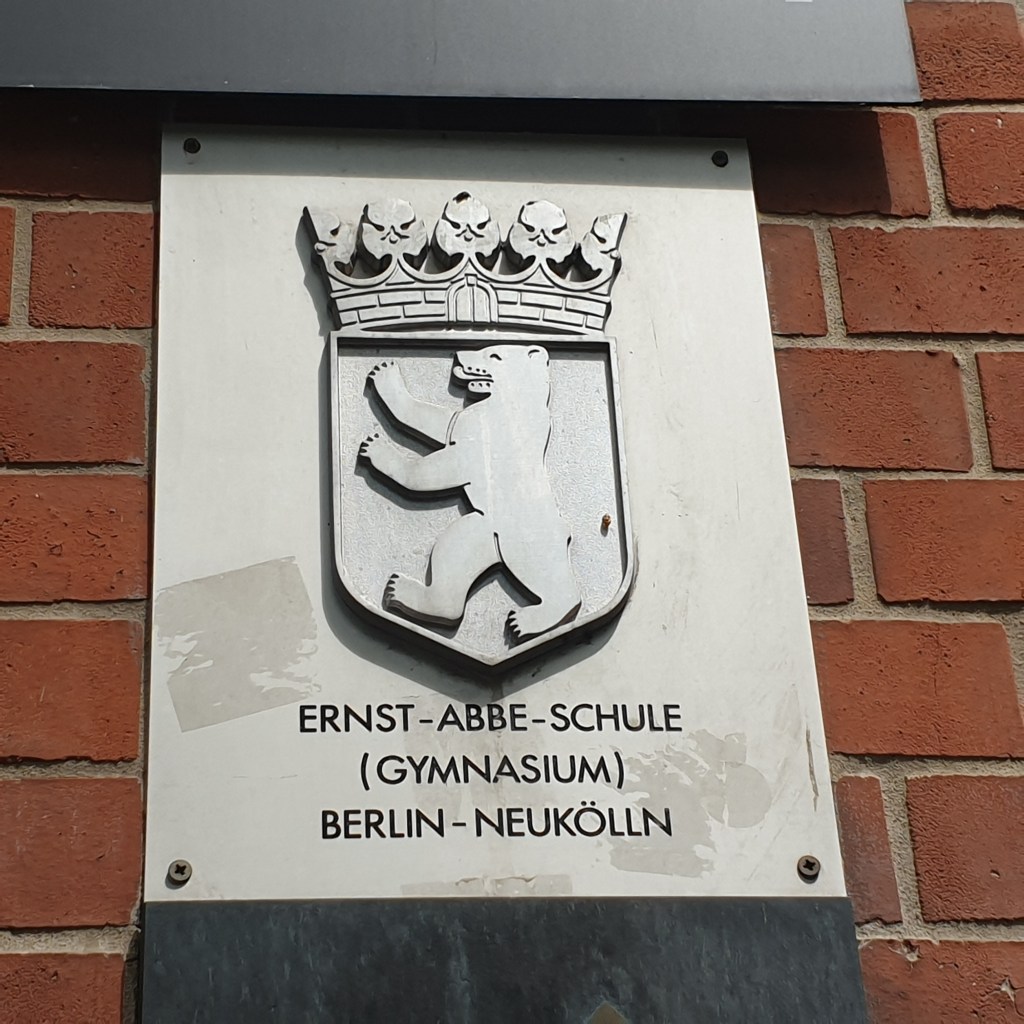 ERNST-ABBE-SCHULE
(GYMNASIUM)
BERLIN-NEUKÖLLN